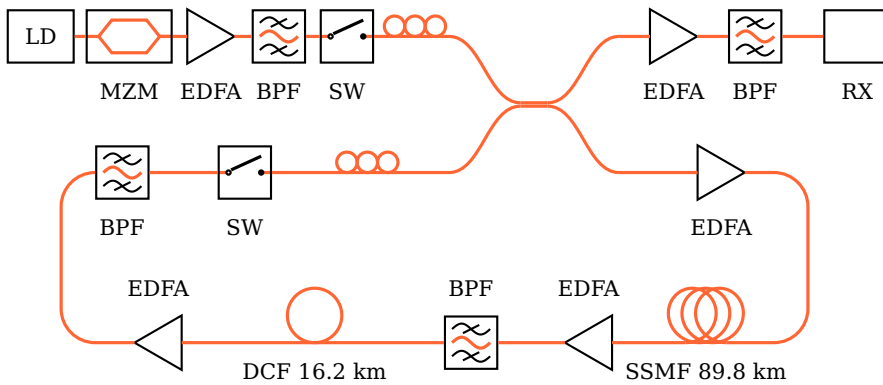 LD
MZM
EDFA
BPF
SW
EDFA
BPF
RX
BPF
SW
EDFA
EDFA
BPF
EDFA
DCF 16.2 km
SSMF 89.8 km